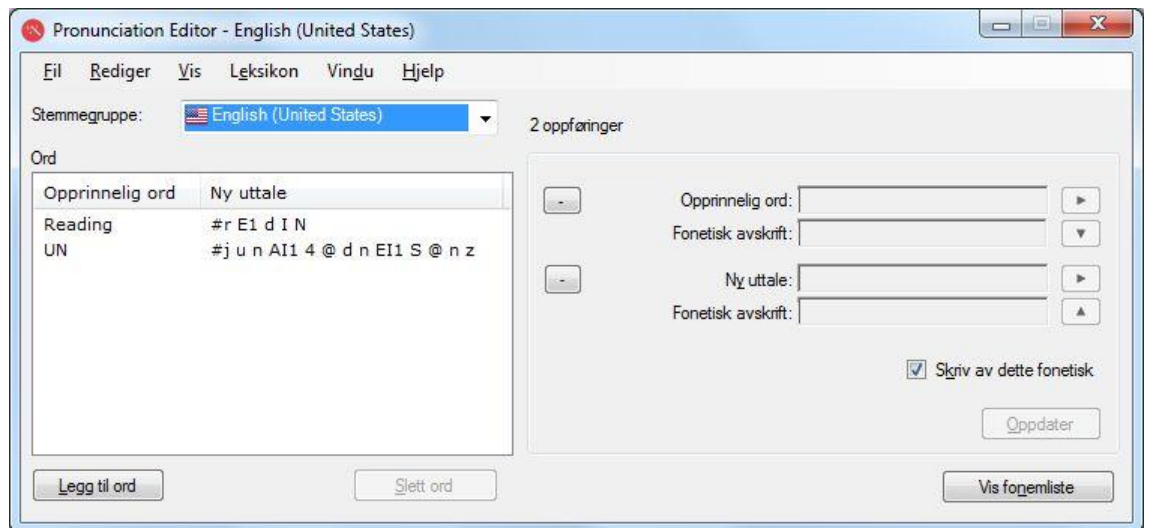 Pronunciation Editor - English (United States)
Fil Rediger Vis Leksikon Vindu Hjelp
Stemmegruppe: English (United States)
2 oppføringer
Ord
Opprinnelig ord Ny uttale
Reading #r E1 d I N
UN #j u n AI1 4 @ d n EI1 S @ n z
- Opprinnelig ord:
Fonetisk avskrift:
- Ny uttale:
Fonetisk avskrift:
Skriv av dette fonetisk
Oppdater
Legg til ord Slett ord Vis fonemliste